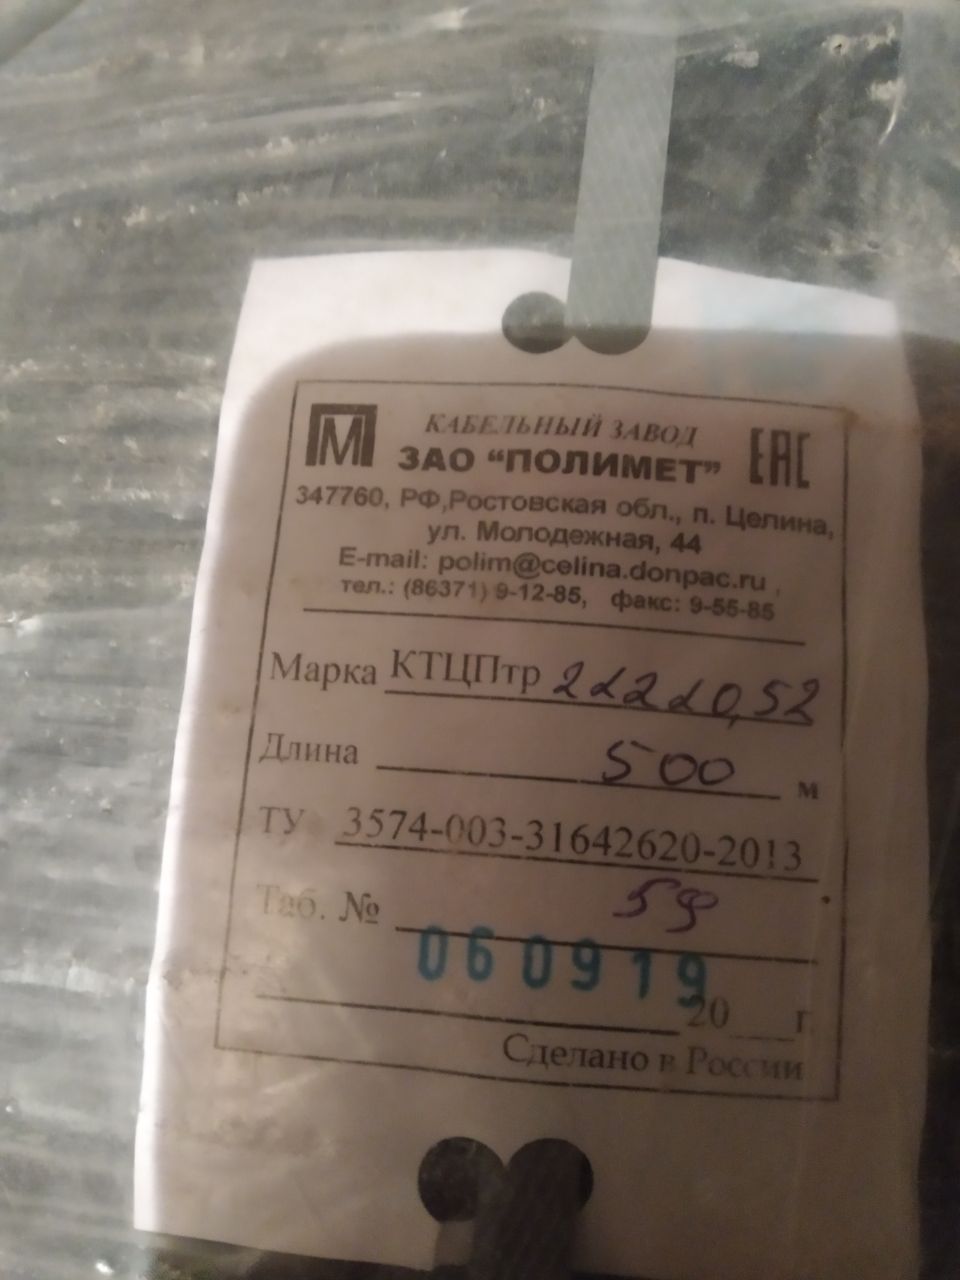 КАБЕЛЬНЫЙ ЗАВОД
ЗАО "ПОЛИМЕТ"
EAC
347760, РФ,Ростовская обл., п. Целина,
ул. Молодежная, 44
E-mail: polim@celina.donpac.ru ,
тел.: (86371) 9-12-85, факс: 9-55-85
Марка КТЦПтр 2х2х0,52
Длина 500 м
ТУ 3574-003-31642620-2013
Таб. № 59
060919
20 г
Сделано в России